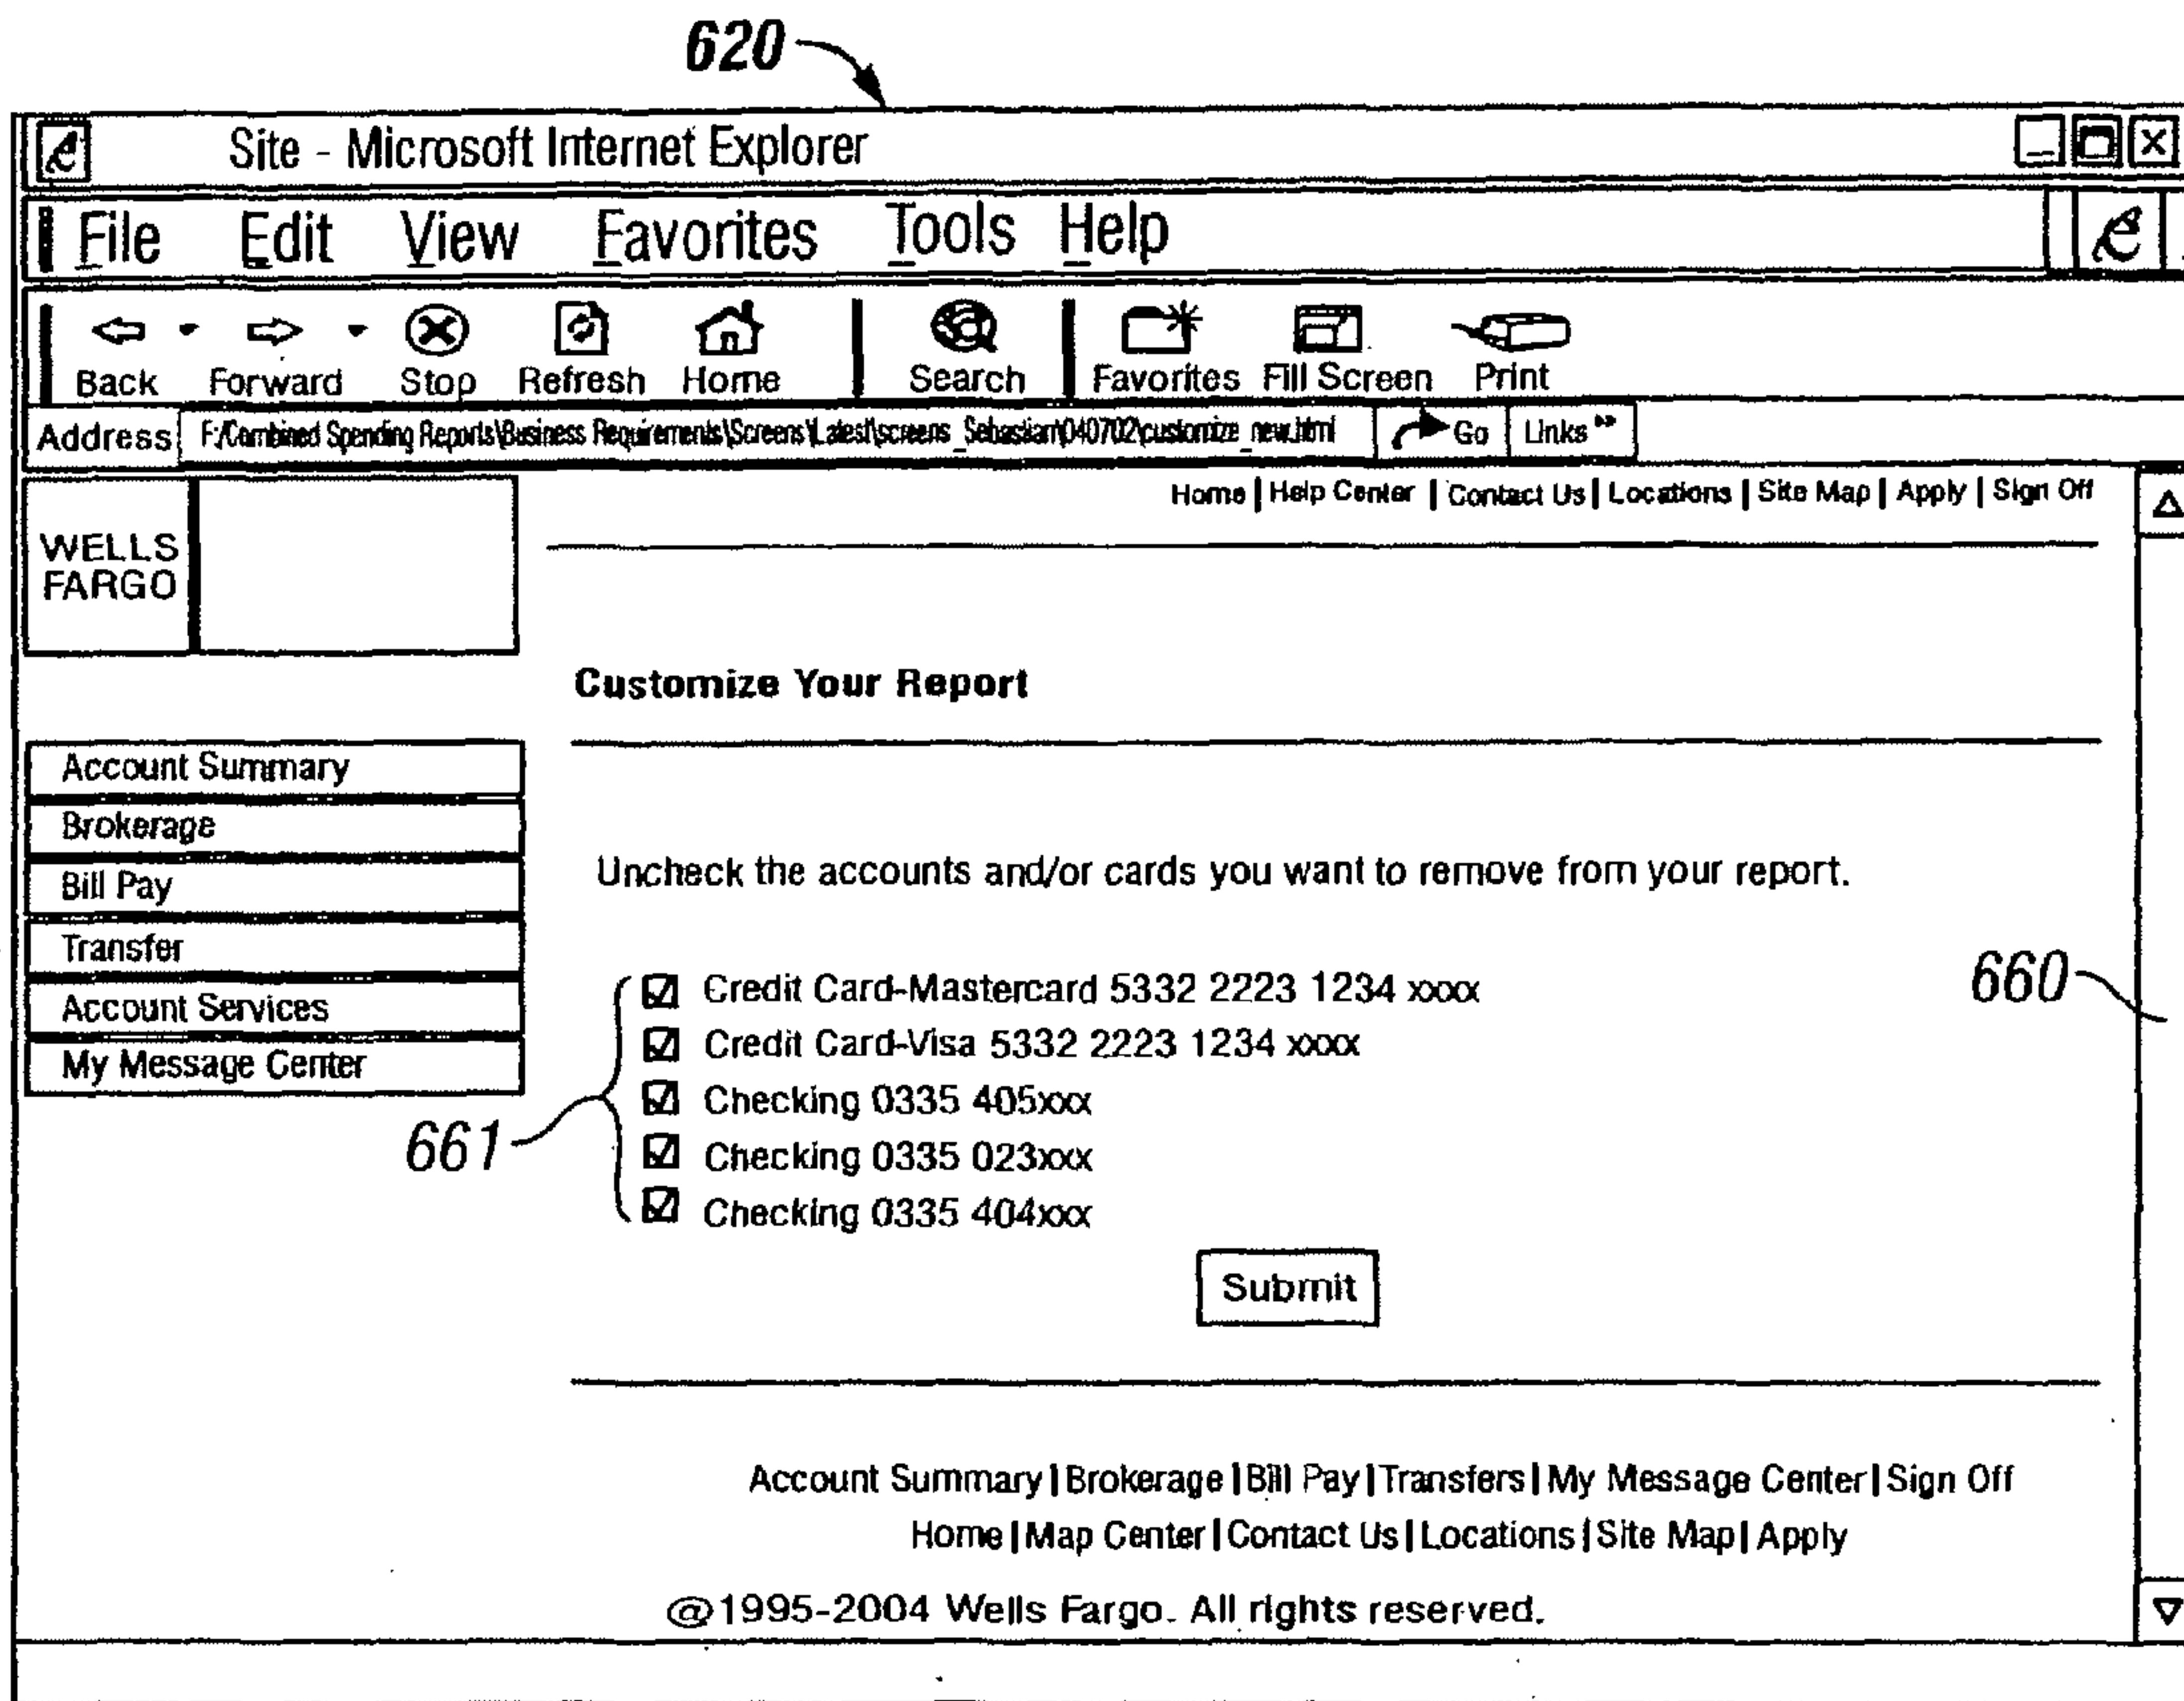 620
Site - Microsoft Internet Explorer
File Edit View Favorites Tools Help
Back Forward Stop Refresh Home Search Favorites Fill Screen Print
Address F:/Combined Spending Reports\Business Requirements\Screens\Latest\screens_Sebastian\040702\customize_new.html Go Links
Home | Help Center | Contact Us | Locations | Site Map | Apply | Sign Off
WELLS
FARGO
Customize Your Report
Account Summary
Brokerage
Bill Pay
Transfer
Account Services
My Message Center
Uncheck the accounts and/or cards you want to remove from your report.
660
Credit Card-Mastercard 5332 2223 1234 xxxx
Credit Card-Visa 5332 2223 1234 xxxx
Checking 0335 405xxx
661
Checking 0335 023xxx
Checking 0335 404xxx
Submit
Account Summary | Brokerage | Bill Pay | Transfers | My Message Center | Sign Off
Home | Map Center | Contact Us | Locations | Site Map | Apply
@1995-2004 Wells Fargo. All rights reserved.